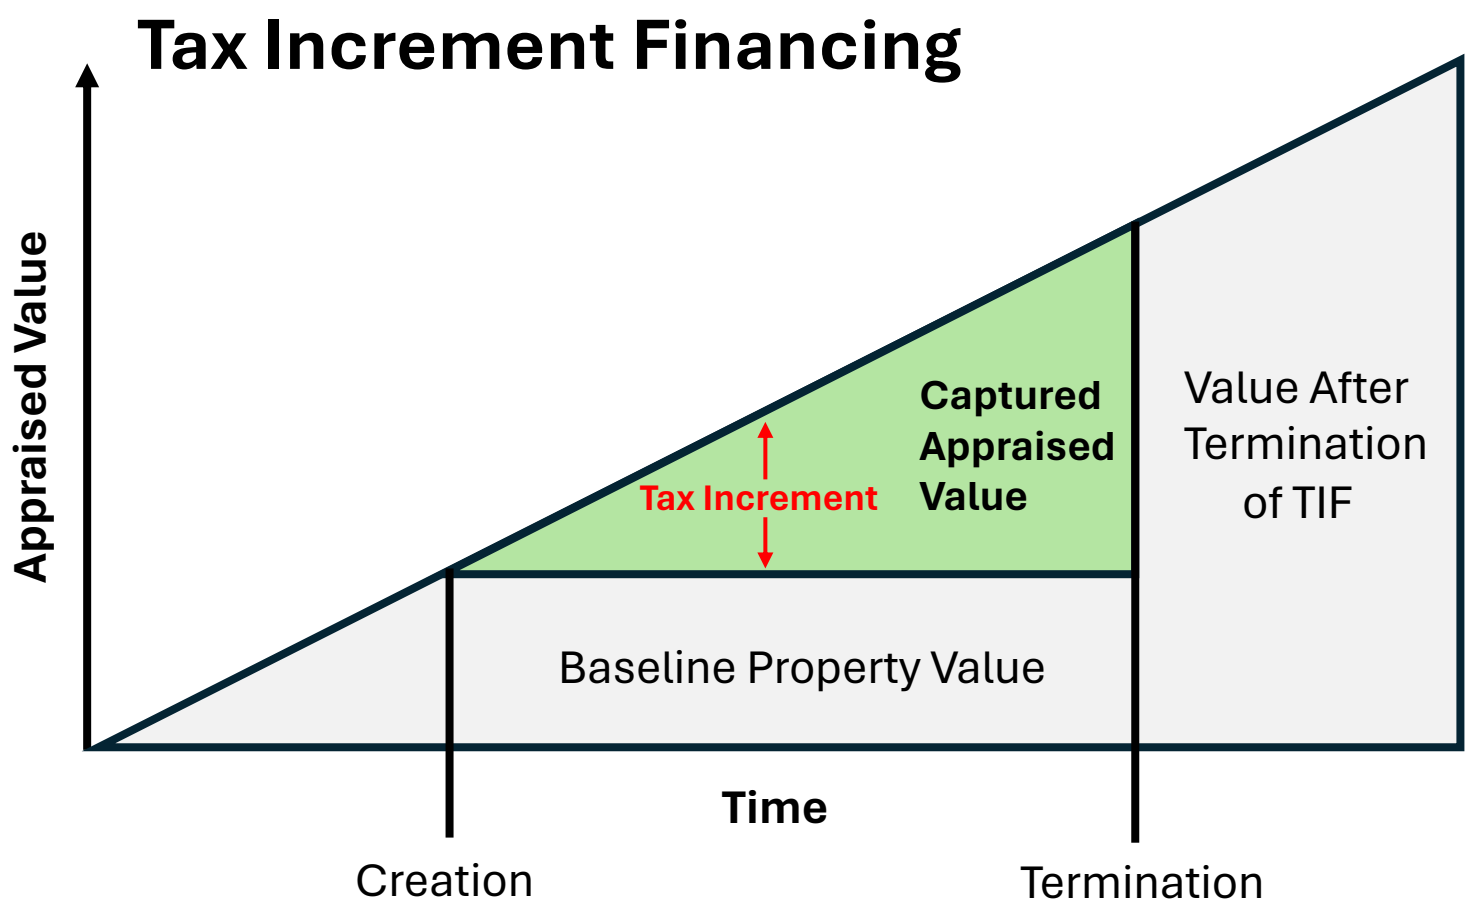 Tax Increment Financing
Appraised Value
Captured
Appraised
Value
Tax Increment
Value After
Termination
of TIF
Baseline Property Value
Time
Creation
Termination